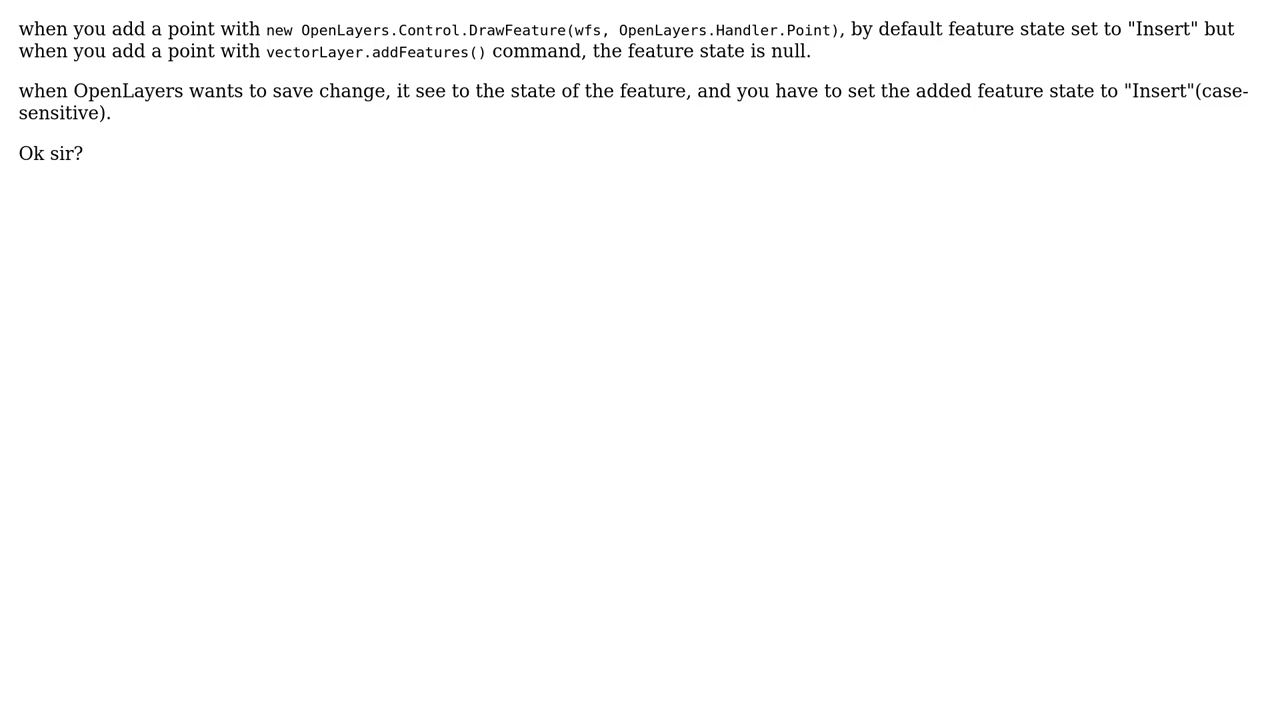 when you add a point with new OpenLayers.Control.DrawFeature(wfs, OpenLayers.Handler.Point), by default feature state set to "Insert" but
when you add a point with vectorLayer.addFeatures() command, the feature state is null.
when OpenLayers wants to save change, it see to the state of the feature, and you have to set the added feature state to "Insert"(case-
sensitive).
Ok sir?